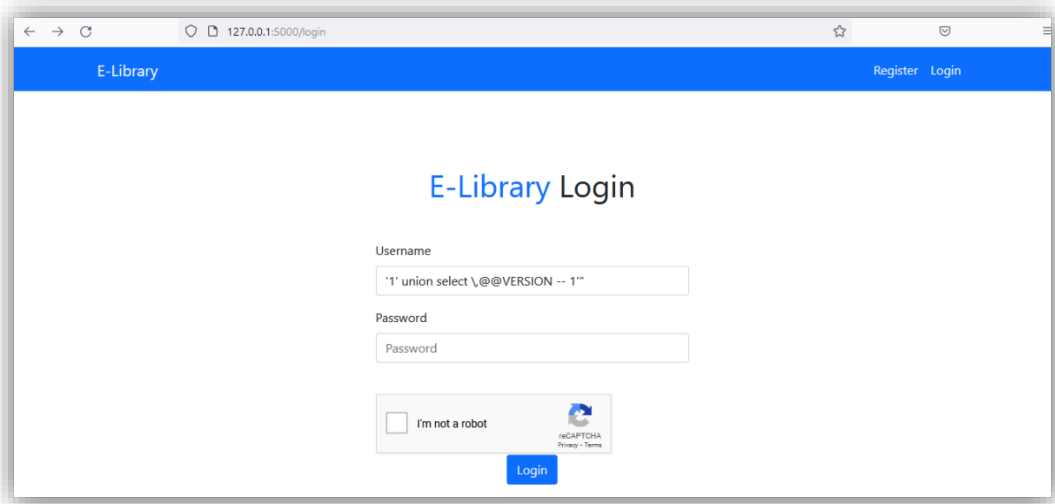 127.0.0.1:5000/login
E-Library Register Login
E-Library Login
Username
'1' union select \,@@VERSION -- 1'"
Password
Password
I'm not a robot
reCAPTCHA
Privacy - Terms
Login